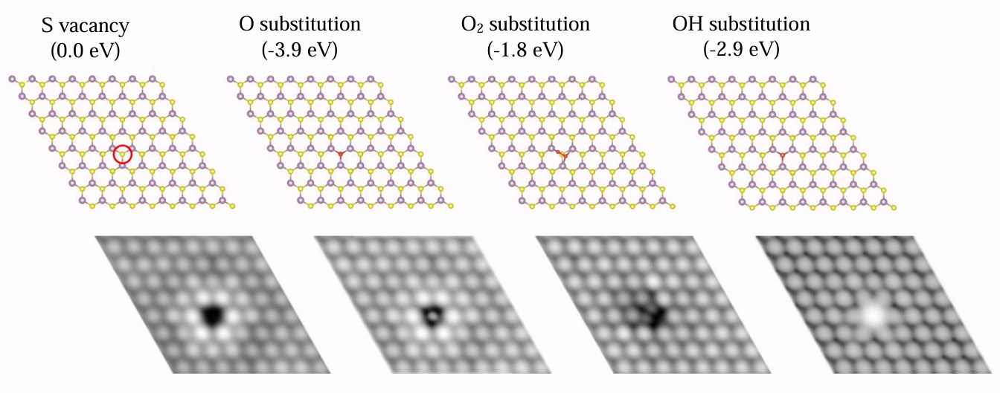 S vacancy
(0.0 eV)
O substitution
(-3.9 eV)
O₂ substitution
(-1.8 eV)
OH substitution
(-2.9 eV)